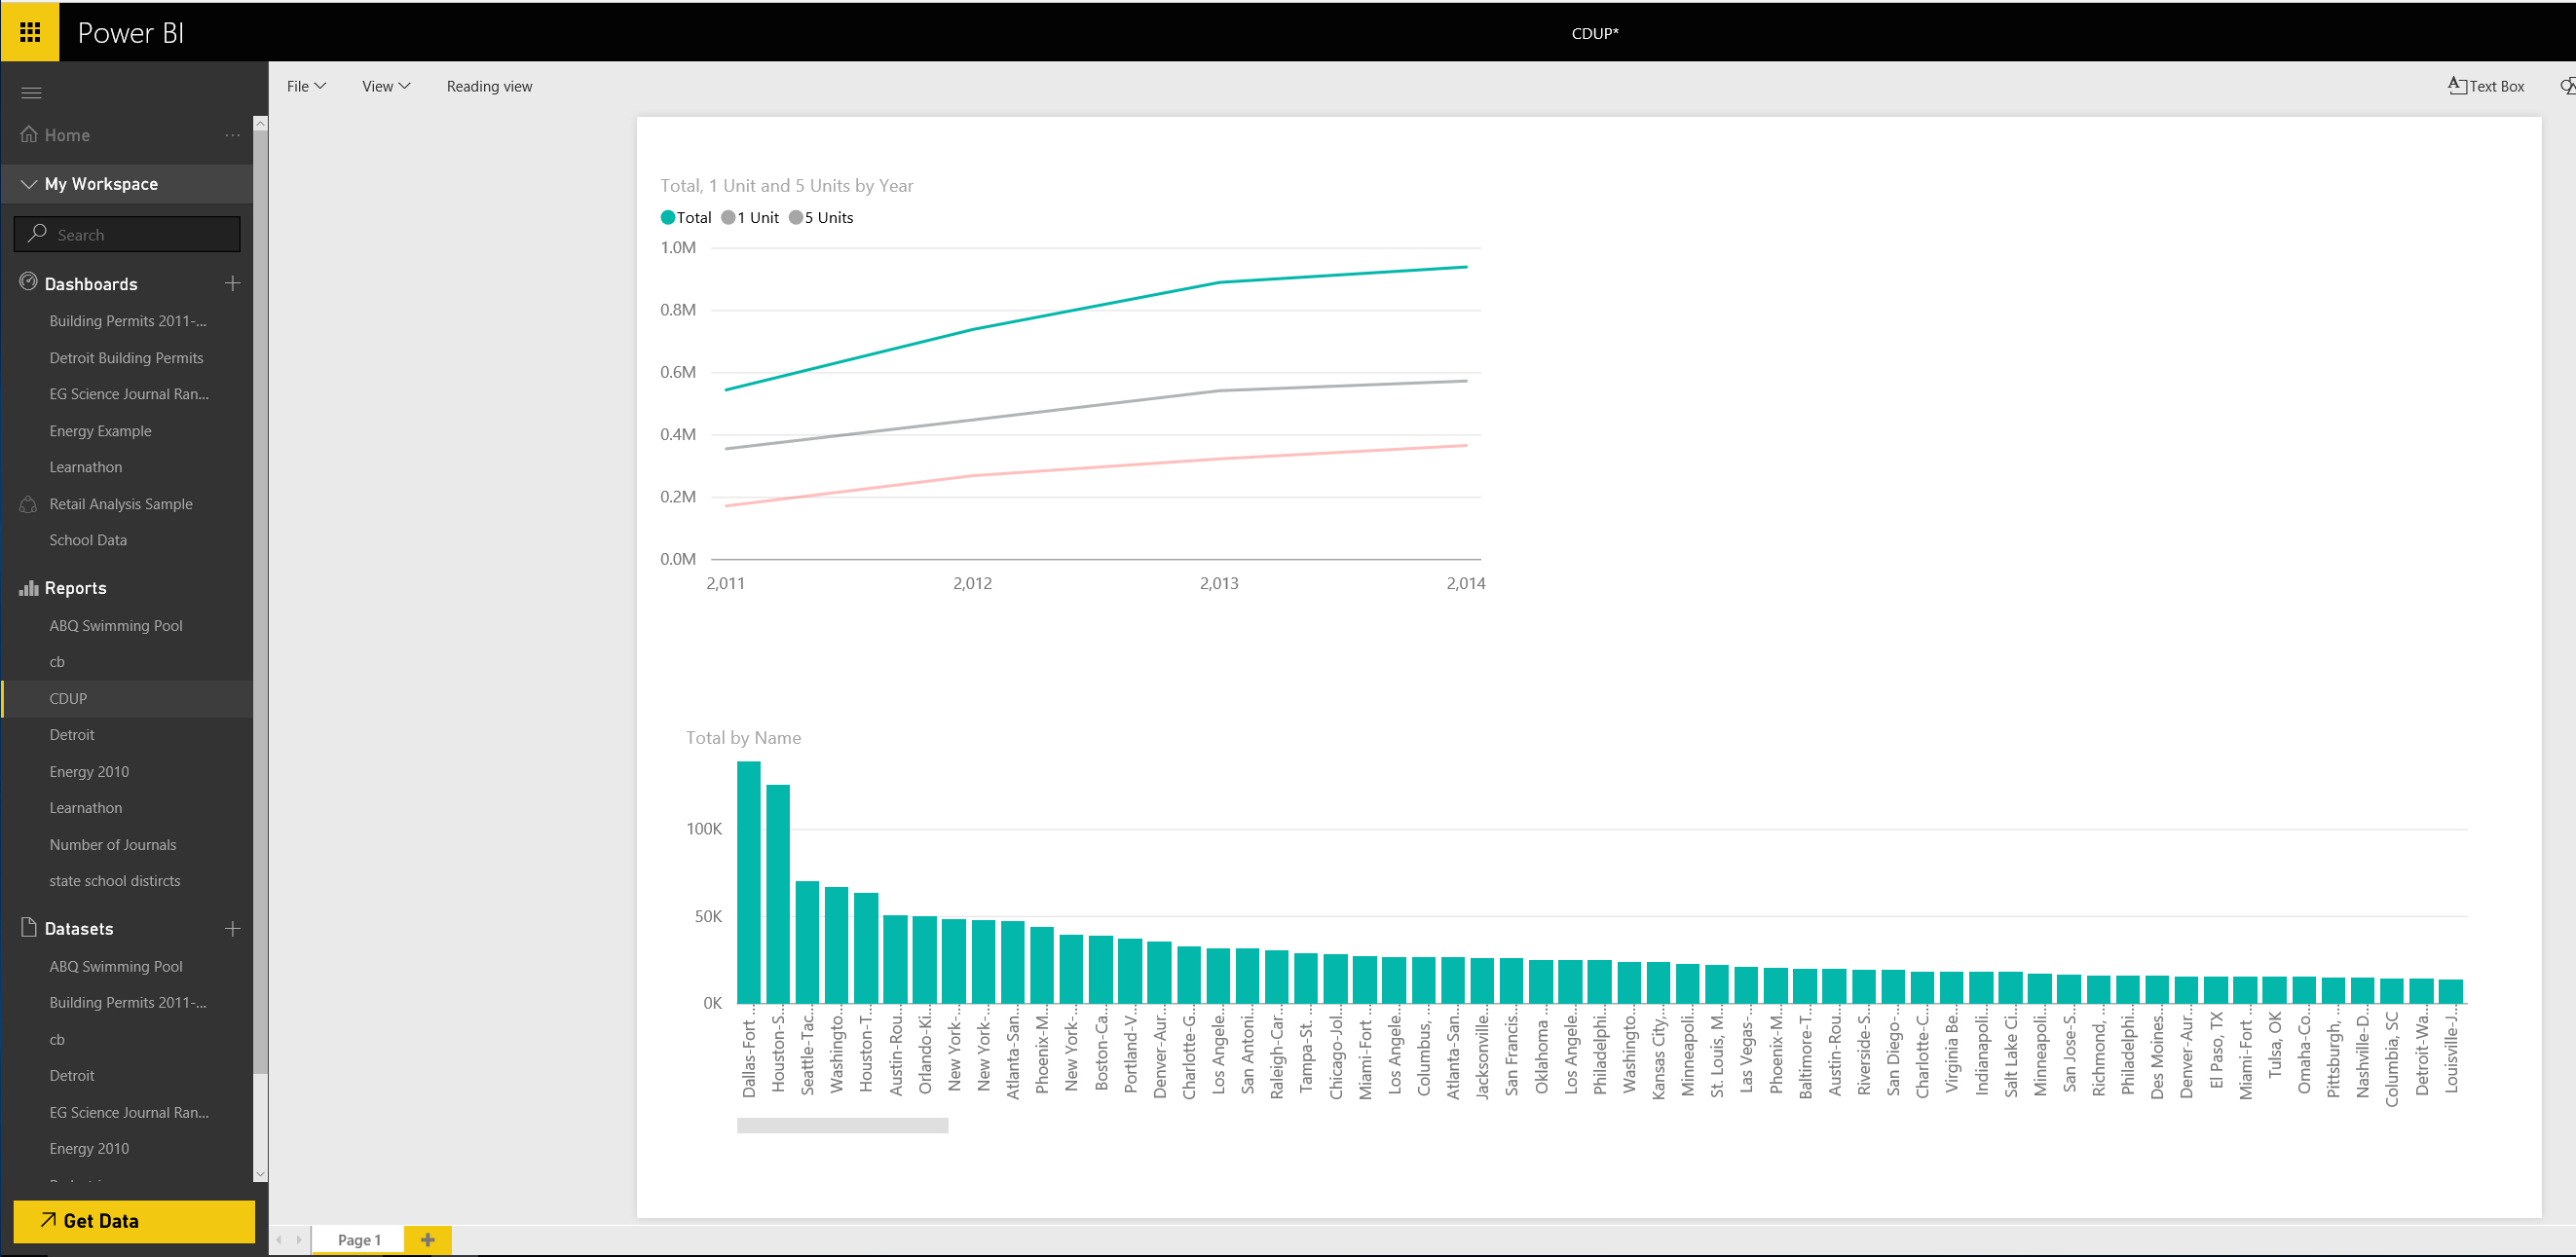 Power BI
CDUP*
File
View
Reading view
Text Box
Home
...
My Workspace
Search
Dashboards
Building Permits 2011-...
Detroit Building Permits
EG Science Journal Ran...
Energy Example
Learnathon
Retail Analysis Sample
School Data
Reports
ABQ Swimming Pool
cb
CDUP
Detroit
Energy 2010
Learnathon
Number of Journals
state school distircts
Datasets
ABQ Swimming Pool
Building Permits 2011-...
cb
Detroit
EG Science Journal Ran...
Energy 2010
Get Data
Total, 1 Unit and 5 Units by Year
Total 1 Unit 5 Units
1.0M
0.8M
0.6M
0.4M
0.2M
0.0M
2,011 2,012 2,013 2,014
Total by Name
100K
50K
0K
Dallas-Fort ...
Houston-S...
Seattle-Tac...
Washingto...
Houston-T...
Austin-Rou...
Orlando-Ki...
New York-...
New York-...
Atlanta-San...
Phoenix-M...
New York-...
Boston-Ca...
Portland-V...
Denver-Aur...
Charlotte-G...
Los Angele...
San Antoni...
Raleigh-Car...
Tampa-St. ...
Chicago-Jol...
Miami-Fort ...
Los Angele...
Columbus, ...
Atlanta-San...
Jacksonville...
San Francis...
Oklahoma ...
Los Angele...
Philadelphi...
Washingto...
Kansas City,...
Minneapoli...
St. Louis, M...
Las Vegas-...
Phoenix-M...
Baltimore-T...
Austin-Rou...
Riverside-S...
San Diego-...
Charlotte-C...
Virginia Be...
Indianapoli...
Salt Lake Ci...
Minneapoli...
San Jose-S...
Richmond, ...
Philadelphi...
Des Moines...
Denver-Aur...
El Paso, TX
Miami-Fort ...
Tulsa, OK
Omaha-Co...
Pittsburgh, ...
Nashville-D...
Columbia, SC
Detroit-Wa...
Louisville-J...
Page 1